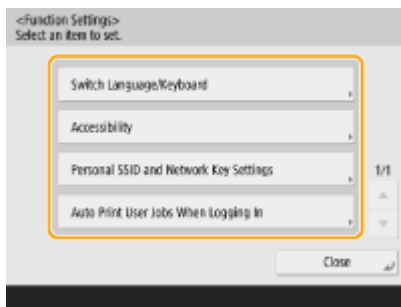 <Function Settings>
Select an item to set.
Switch Language/Keyboard
Accessibility
Personal SSID and Network Key Settings
1/1
Auto Print User Jobs When Logging In
Close